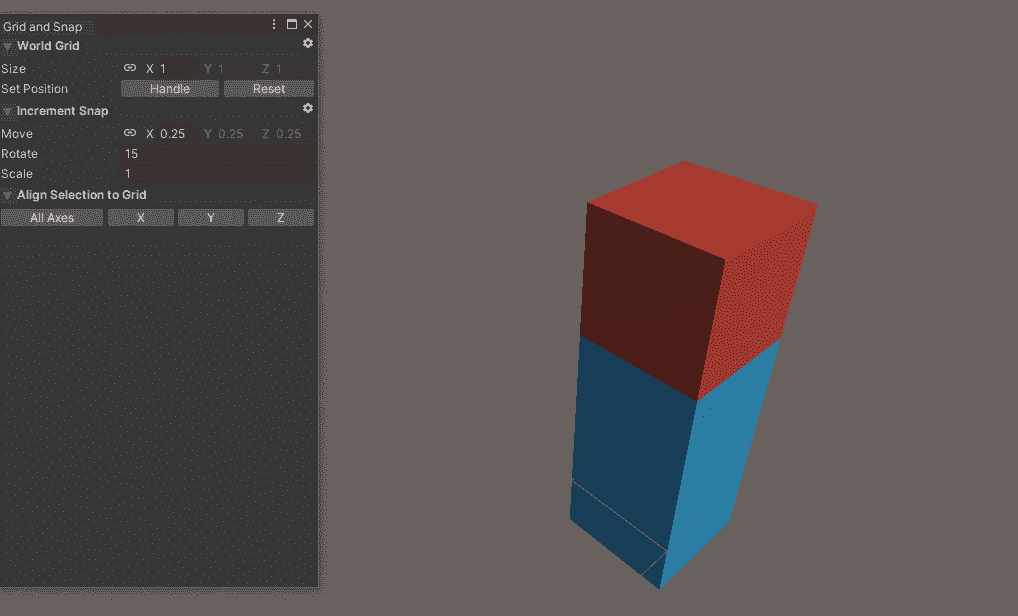 Grid and Snap
World Grid
Size X 1 Y 1 Z 1
Set Position Handle Reset
Increment Snap
Move X 0.25 Y 0.25 Z 0.25
Rotate 15
Scale 1
Align Selection to Grid
All Axes X Y Z